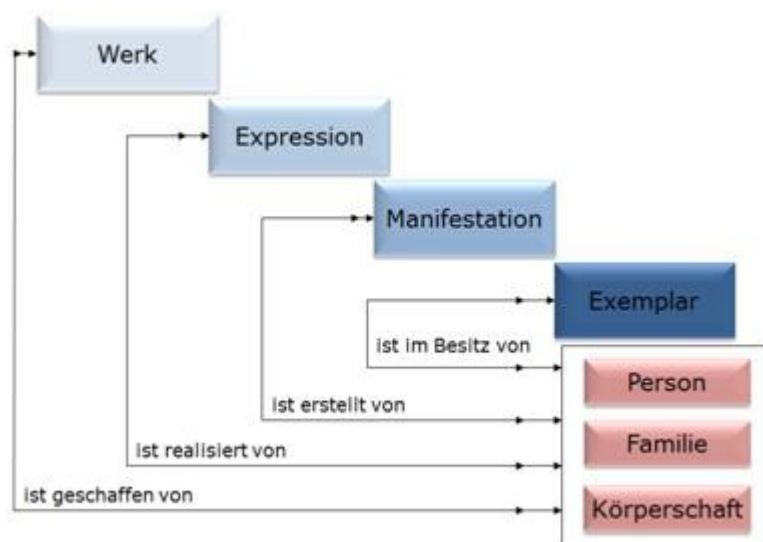 Werk
Expression
Manifestation
Exemplar
ist im Besitz von
Person
ist erstellt von
Familie
ist realisiert von
ist geschaffen von
Körperschaft